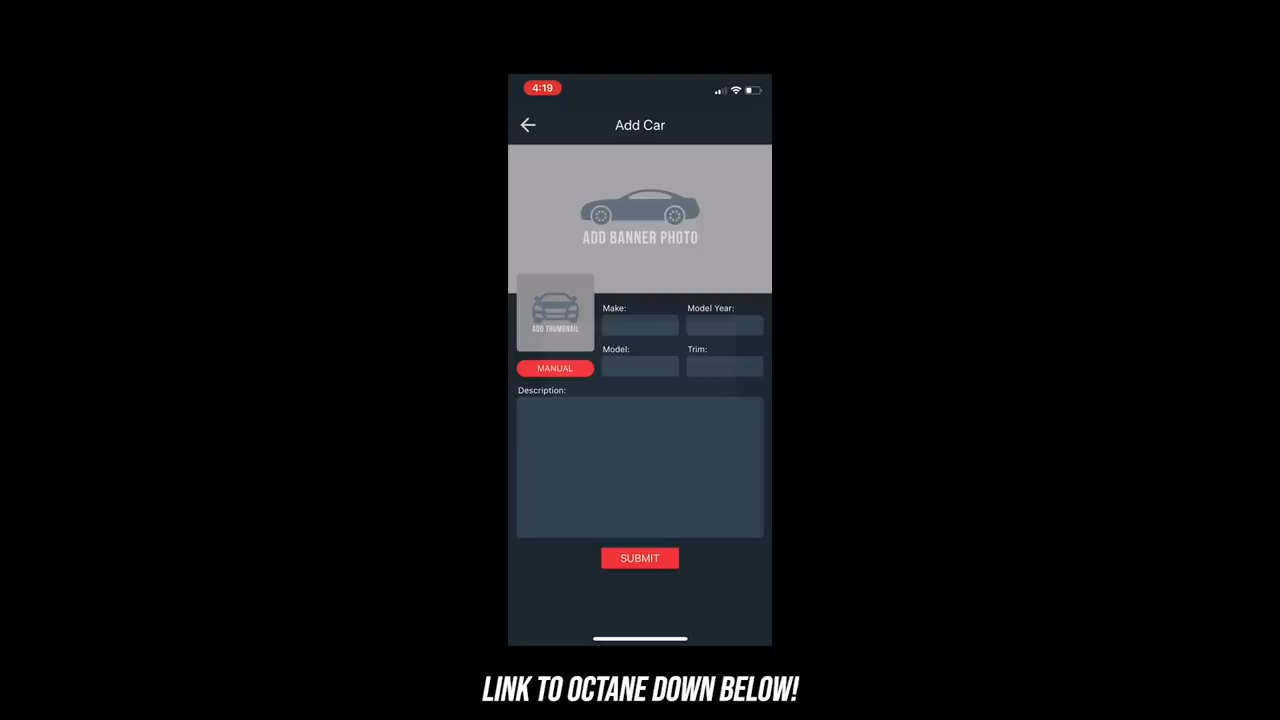 4:19
Add Car
ADD BANNER PHOTO
ADD THUMBNAIL
Make:
Model Year:
Model:
Trim:
MANUAL
Description:
SUBMIT
LINK TO OCTANE DOWN BELOW!